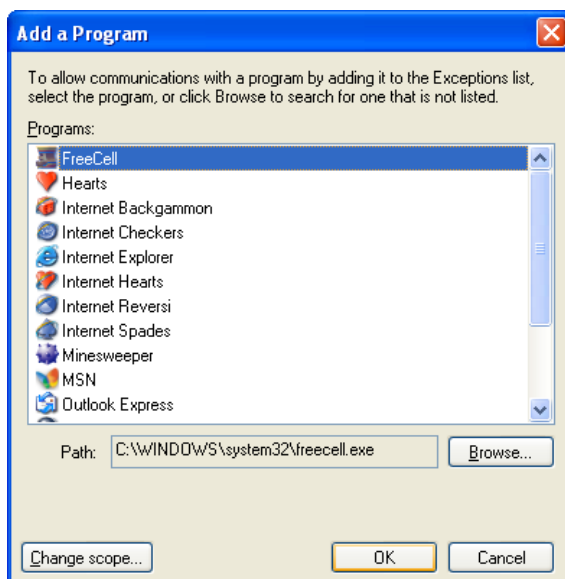 Add a Program
To allow communications with a program by adding it to the Exceptions list,
select the program, or click Browse to search for one that is not listed.
Programs:
FreeCell
Hearts
Internet Backgammon
Internet Checkers
Internet Explorer
Internet Hearts
Internet Reversi
Internet Spades
Minesweeper
MSN
Outlook Express
Path: C:\WINDOWS\system32\freecell.exe Browse...
Change scope... OK Cancel